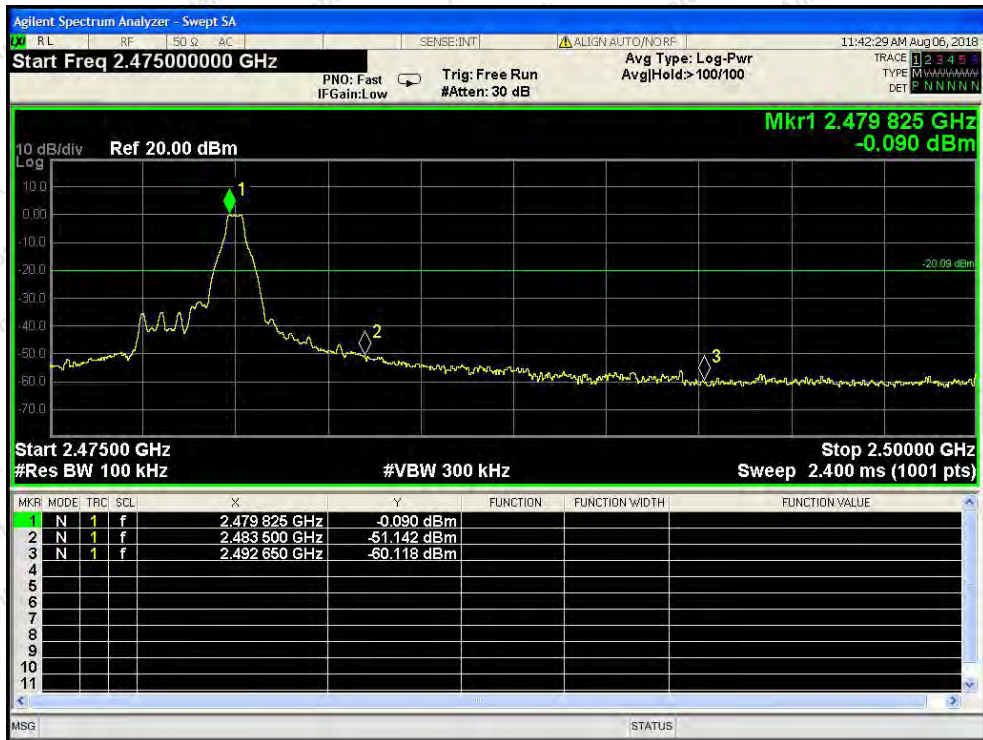 Agilent Spectrum Analyzer - Swept SA
LXI RL RF 50 Ω AC SENSE:INT ALIGN AUTO/NO RF 11:42:29 AM Aug 06, 2018
Start Freq 2.475000000 GHz
PNO: Fast
IFGain:Low
Trig: Free Run
#Atten: 30 dB
Avg Type: Log-Pwr
Avg|Hold:> 100/100
TRACE 1 2 3 4 5 6
TYPE M
DET P N N N N N
Mkr1 2.479 825 GHz
-0.090 dBm
10 dB/div Ref 20.00 dBm
Log
10.0
0.00
-10.0
-20.0
-30.0
-40.0
-50.0
-60.0
-70.0
1
-20.09 dBm
2
3
Start 2.47500 GHz Stop 2.50000 GHz
#Res BW 100 kHz #VBW 300 kHz Sweep 2.400 ms (1001 pts)
MKR MODE TRC SCL X Y FUNCTION FUNCTION WIDTH FUNCTION VALUE
1 N 1 f 2.479 825 GHz -0.090 dBm
2 N 1 f 2.483 500 GHz -51.142 dBm
3 N 1 f 2.492 650 GHz -60.118 dBm
4
5
6
7
8
9
10
11
MSG STATUS